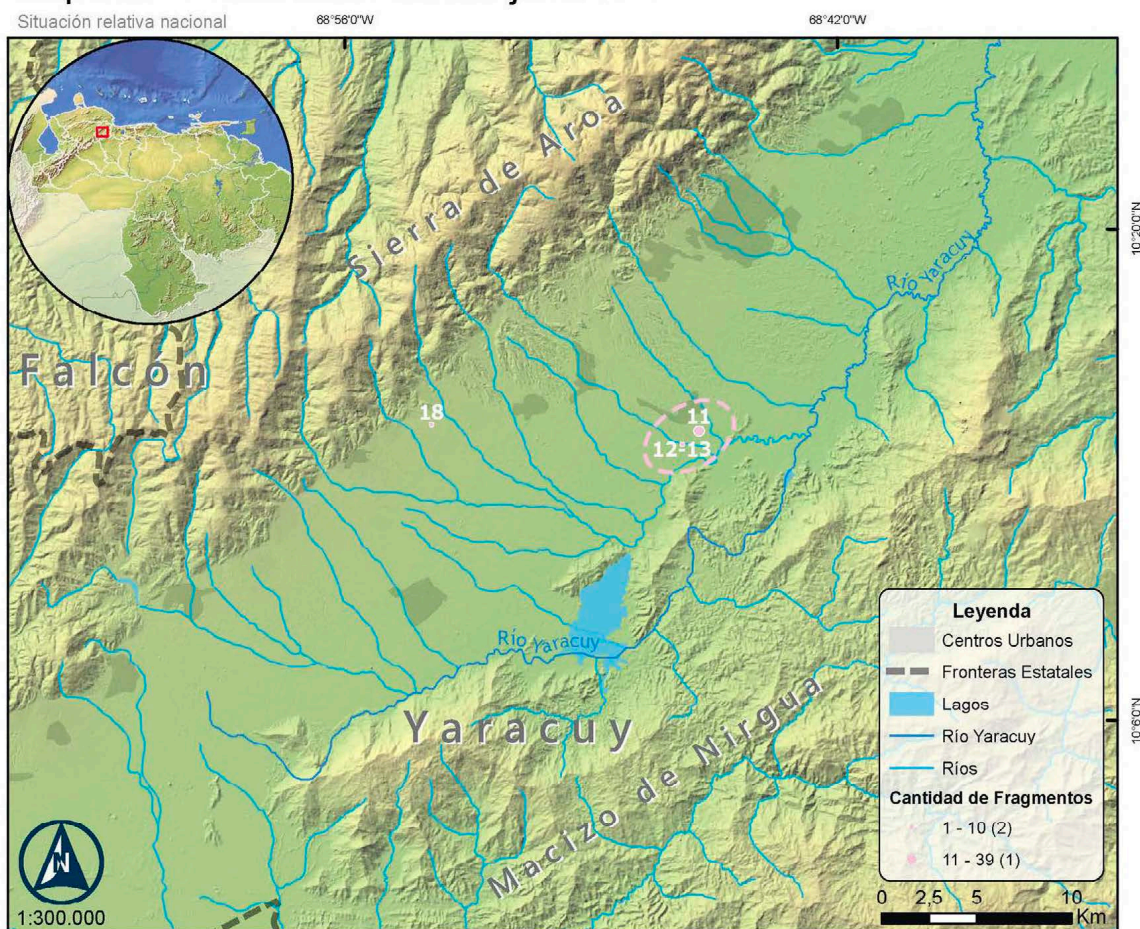 Situación relativa nacional
68°56'0"W
68°42'0"W
10°20'0"N
10°6'0"N
Sierra de Aroa
Río Yaracuy
Falcón
18
11
12-13
Río Yaracuy
Yaracuy
Macizo de Nirgua
N
1:300.000
Leyenda
Centros Urbanos
Fronteras Estatales
Lagos
Río Yaracuy
Ríos
Cantidad de Fragmentos
1 - 10 (2)
11 - 39 (1)
0 2,5 5 10
Km